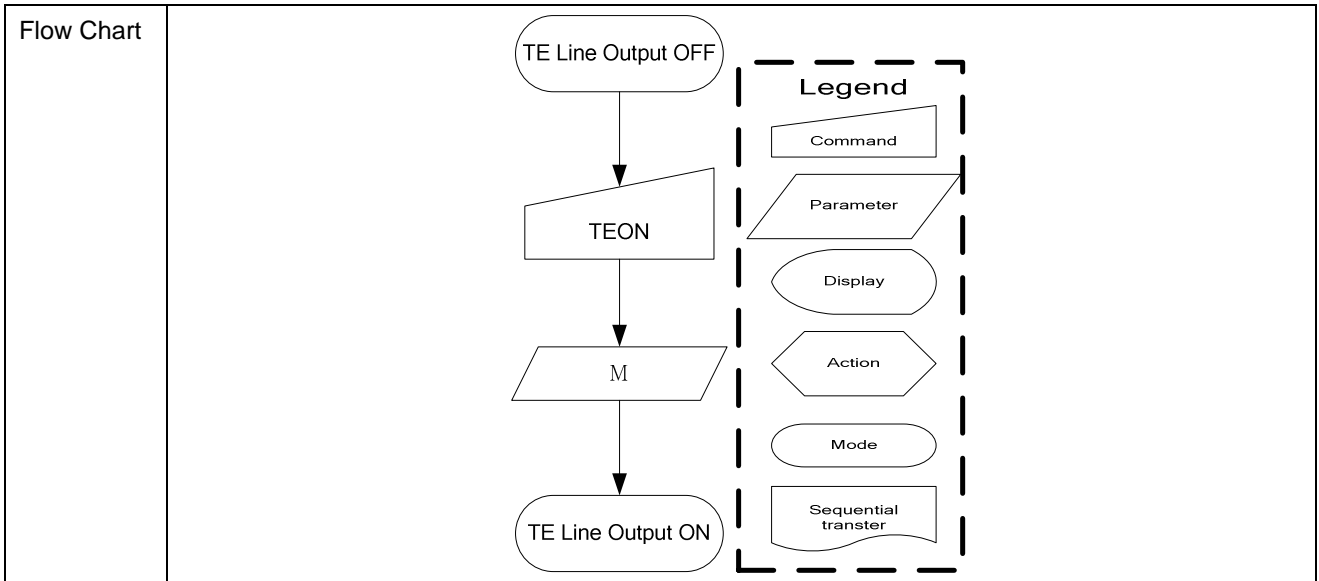 Flow Chart
TE Line Output OFF
TEON
M
TE Line Output ON
Legend
Command
Parameter
Display
Action
Mode
Sequential
transter